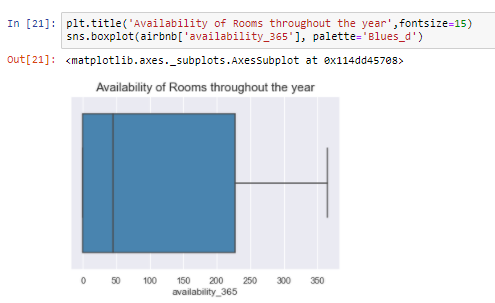 In [21]: plt.title('Availability of Rooms throughout the year',fontsize=15)
sns.boxplot(airbnb['availability_365'], palette='Blues_d')
Out[21]: <matplotlib.axes._subplots.AxesSubplot at 0x114dd45708>
Availability of Rooms throughout the year
0 50 100 150 200 250 300 350
availability_365